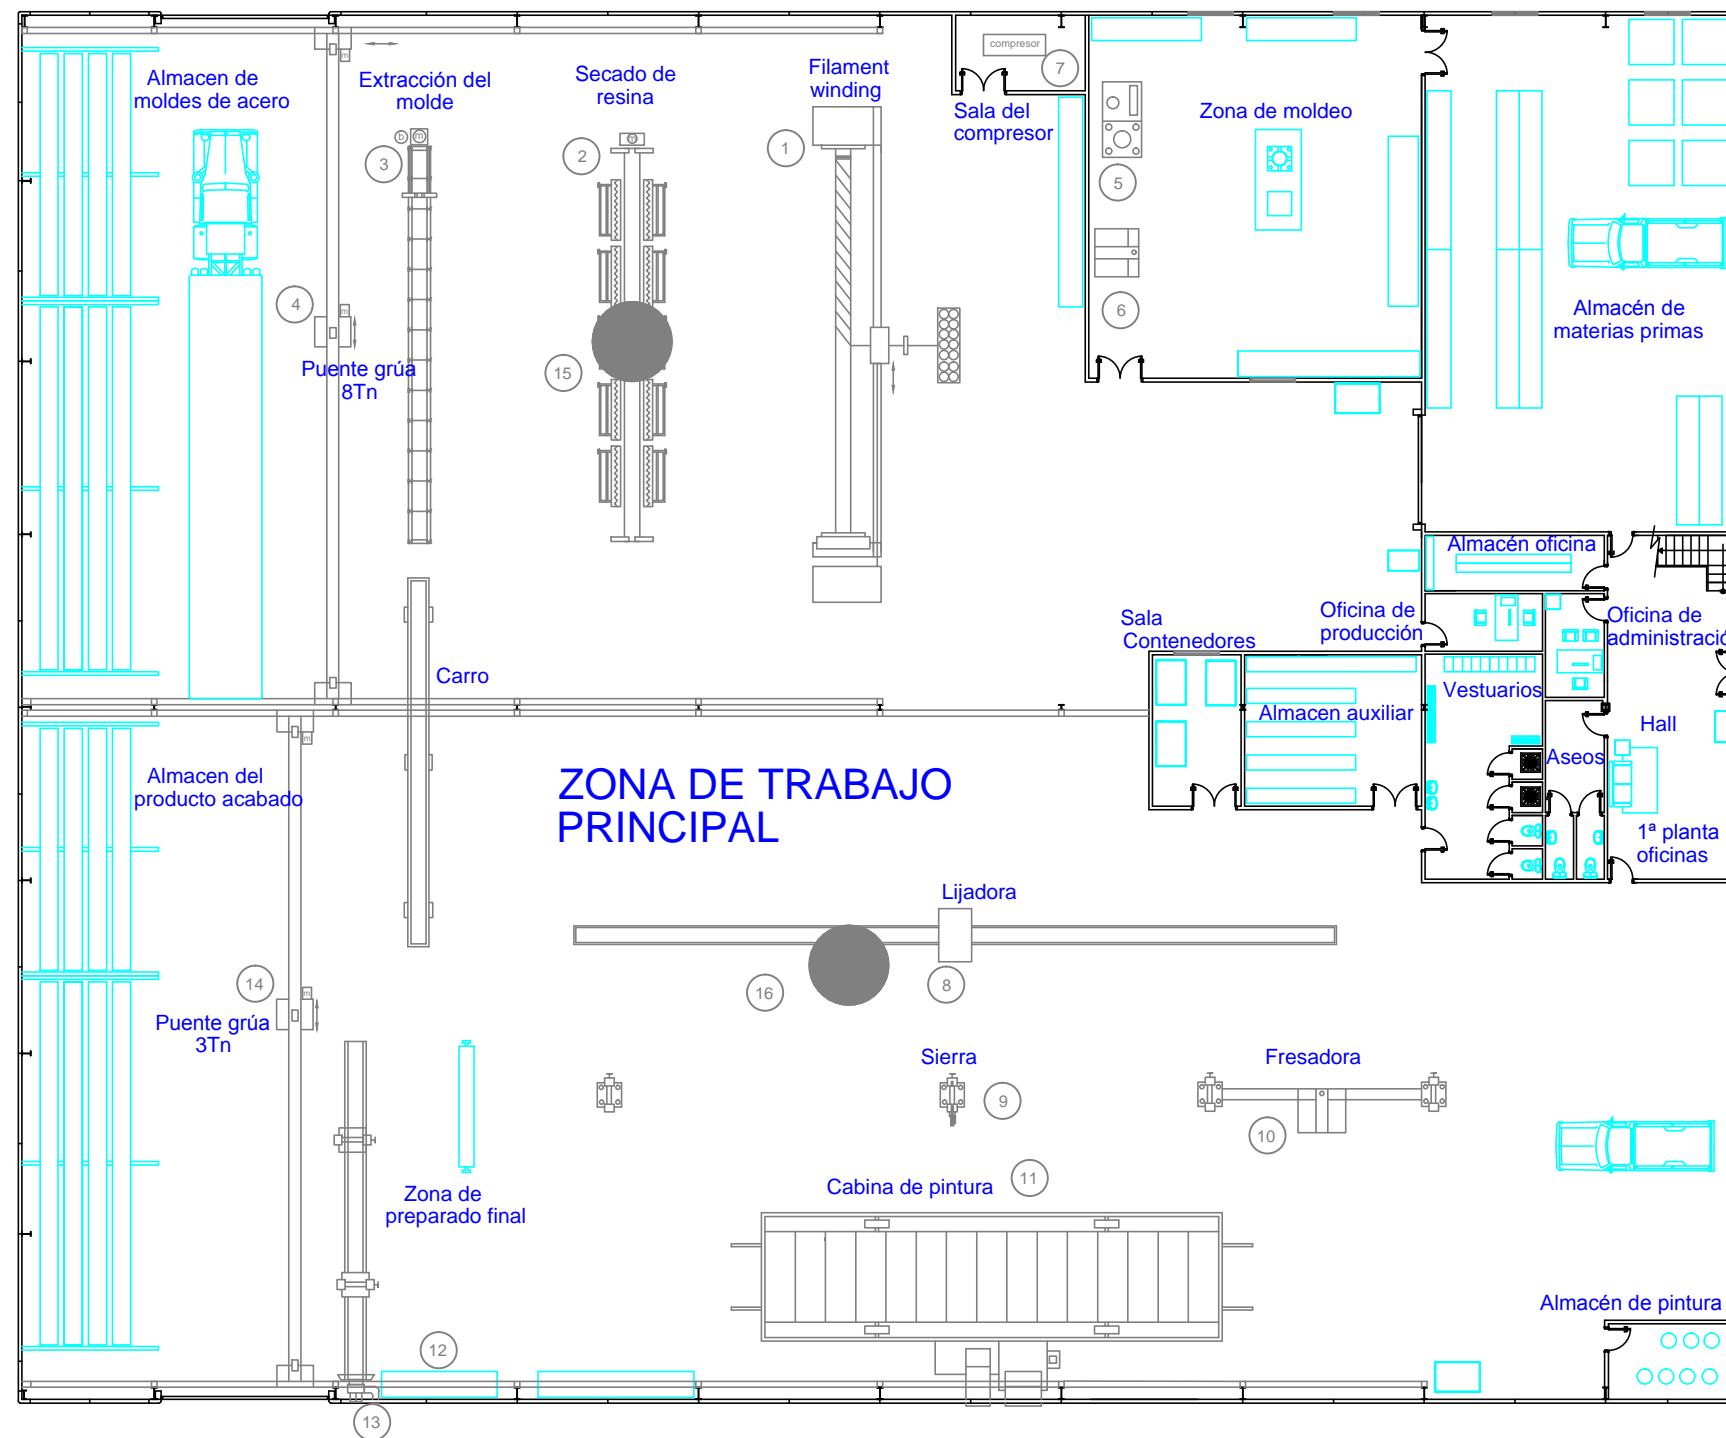 compresor
7
Almacen de
moldes de acero
Extracción del
molde
Secado de
resina
Filament
winding
Sala del
compresor
Zona de moldeo
b
m
m
m
3
2
1
5
4
m
6
Almacén de
materias primas
Puente grúa
8Tn
15
Almacén oficina
Sala
Contenedores
Oficina de
producción
Oficina de
administració
Carro
Vestuarios
Almacen auxiliar
Hall
m
Almacen del
producto acabado
ZONA DE TRABAJO
PRINCIPAL
Aseos
1ª planta
oficinas
Lijadora
14
m
16
8
Puente grúa
3Tn
Sierra
Fresadora
9
10
11
Cabina de pintura
Zona de
preparado final
Almacén de pintura
12
13